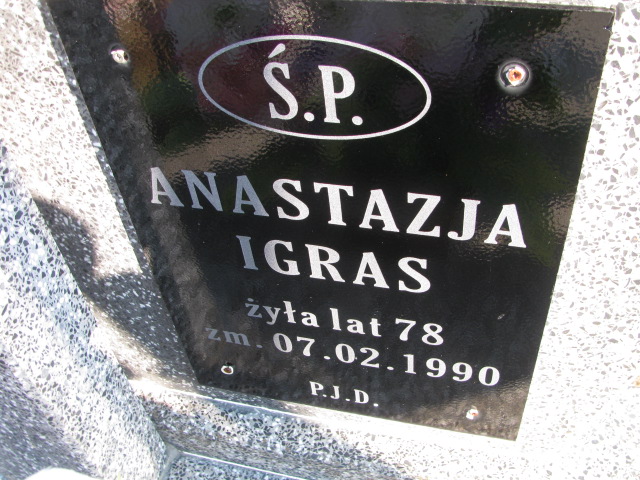 Ś.P.
ANASTAZJA
IGRAS
żyła lat 78
zm. 07.02.1990
P.J.D.